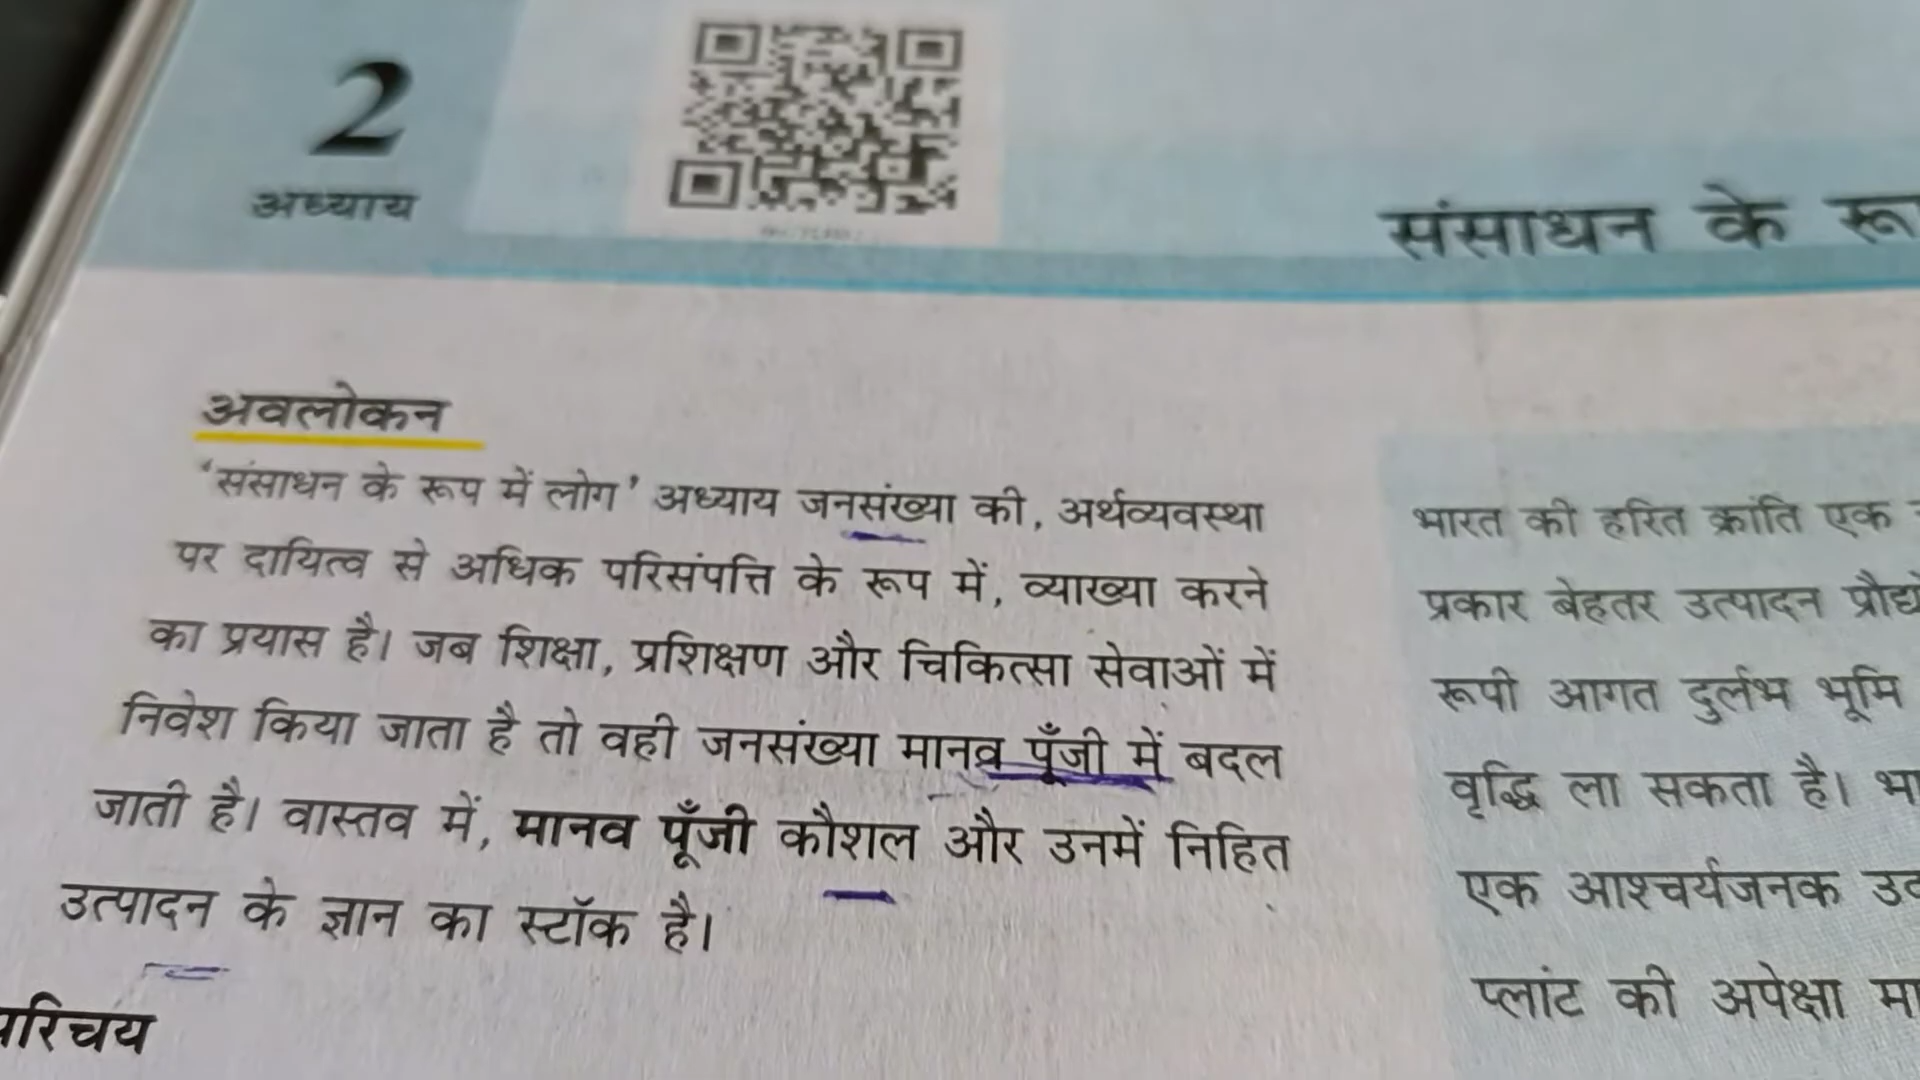 2
अध्याय
संसाधन के
अवलोकन
‘संसाधन के रूप में लोग’ अध्याय जनसंख्या की, अर्थव्यवस्था
पर दायित्व से अधिक परिसंपत्ति के रूप में, व्याख्या करने
का प्रयास है। जब शिक्षा, प्रशिक्षण और चिकित्सा सेवाओं में
निवेश किया जाता है तो वही जनसंख्या मानव पूँजी में बदल
जाती है। वास्तव में, मानव पूँजी कौशल और उनमें निहित
उत्पादन के ज्ञान का स्टॉक है।
परिचय
भारत की हरित क्रांति एक
प्रकार बेहतर उत्पादन
रूपी आगत दुर्लभ भूमि
वृद्धि ला सकता है।
एक आश्चर्यजनक
प्लांट की अपेक्षा